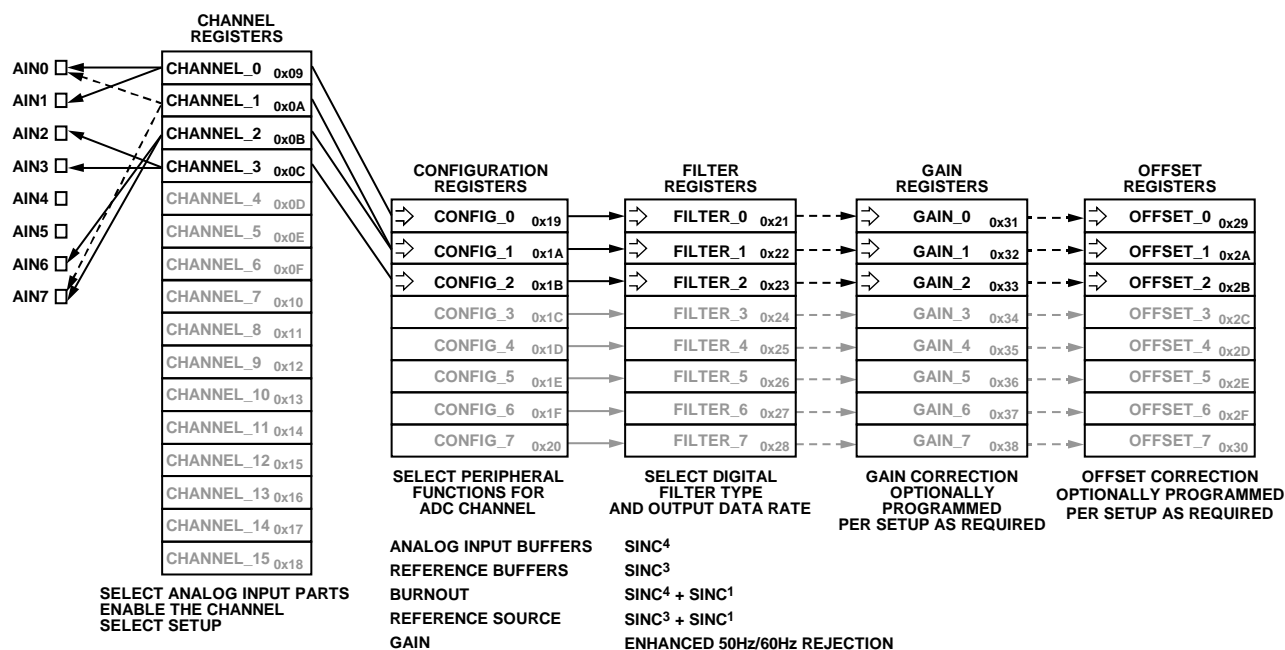 CHANNEL
REGISTERS
AIN0
AIN1
AIN2
AIN3
AIN4
AIN5
AIN6
AIN7
CHANNEL_0 0x09
CHANNEL_1 0x0A
CHANNEL_2 0x0B
CHANNEL_3 0x0C
CHANNEL_4 0x0D
CHANNEL_5 0x0E
CHANNEL_6 0x0F
CHANNEL_7 0x10
CHANNEL_8 0x11
CHANNEL_9 0x12
CHANNEL_10 0x13
CHANNEL_11 0x14
CHANNEL_12 0x15
CHANNEL_13 0x16
CHANNEL_14 0x17
CHANNEL_15 0x18
SELECT ANALOG INPUT PARTS
ENABLE THE CHANNEL
SELECT SETUP
CONFIGURATION
REGISTERS
CONFIG_0 0x19
CONFIG_1 0x1A
CONFIG_2 0x1B
CONFIG_3 0x1C
CONFIG_4 0x1D
CONFIG_5 0x1E
CONFIG_6 0x1F
CONFIG_7 0x20
SELECT PERIPHERAL
FUNCTIONS FOR
ADC CHANNEL
ANALOG INPUT BUFFERS
REFERENCE BUFFERS
BURNOUT
REFERENCE SOURCE
GAIN
FILTER
REGISTERS
FILTER_0 0x21
FILTER_1 0x22
FILTER_2 0x23
FILTER_3 0x24
FILTER_4 0x25
FILTER_5 0x26
FILTER_6 0x27
FILTER_7 0x28
SELECT DIGITAL
FILTER TYPE
AND OUTPUT DATA RATE
SINC4
SINC3
SINC4 + SINC1
SINC3 + SINC1
ENHANCED 50Hz/60Hz REJECTION
GAIN
REGISTERS
GAIN_0 0x31
GAIN_1 0x32
GAIN_2 0x33
GAIN_3 0x34
GAIN_4 0x35
GAIN_5 0x36
GAIN_6 0x37
GAIN_7 0x38
GAIN CORRECTION
OPTIONALLY
PROGRAMMED
PER SETUP AS REQUIRED
OFFSET
REGISTERS
OFFSET_0 0x29
OFFSET_1 0x2A
OFFSET_2 0x2B
OFFSET_3 0x2C
OFFSET_4 0x2D
OFFSET_5 0x2E
OFFSET_6 0x2F
OFFSET_7 0x30
OFFSET CORRECTION
OPTIONALLY PROGRAMMED
PER SETUP AS REQUIRED